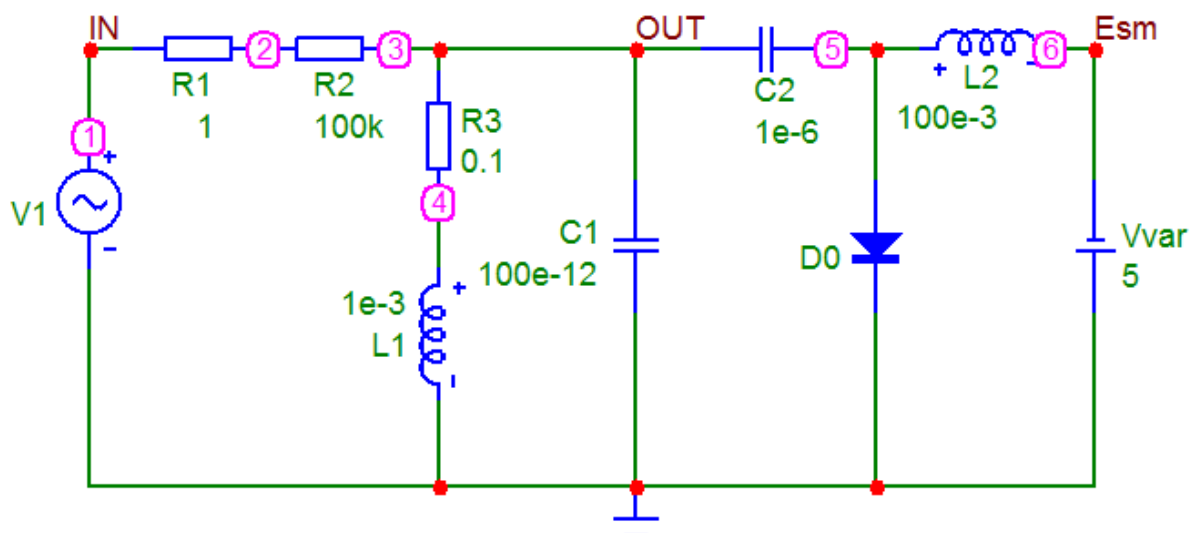 IN
OUT
Esm
2
3
5
6
R1
1
R2
100k
C2
1e-6
L2
100e-3
+
-
1
+
V1
-
R3
0.1
4
C1
100e-12
D0
Vvar
5
1e-3
L1
+
-